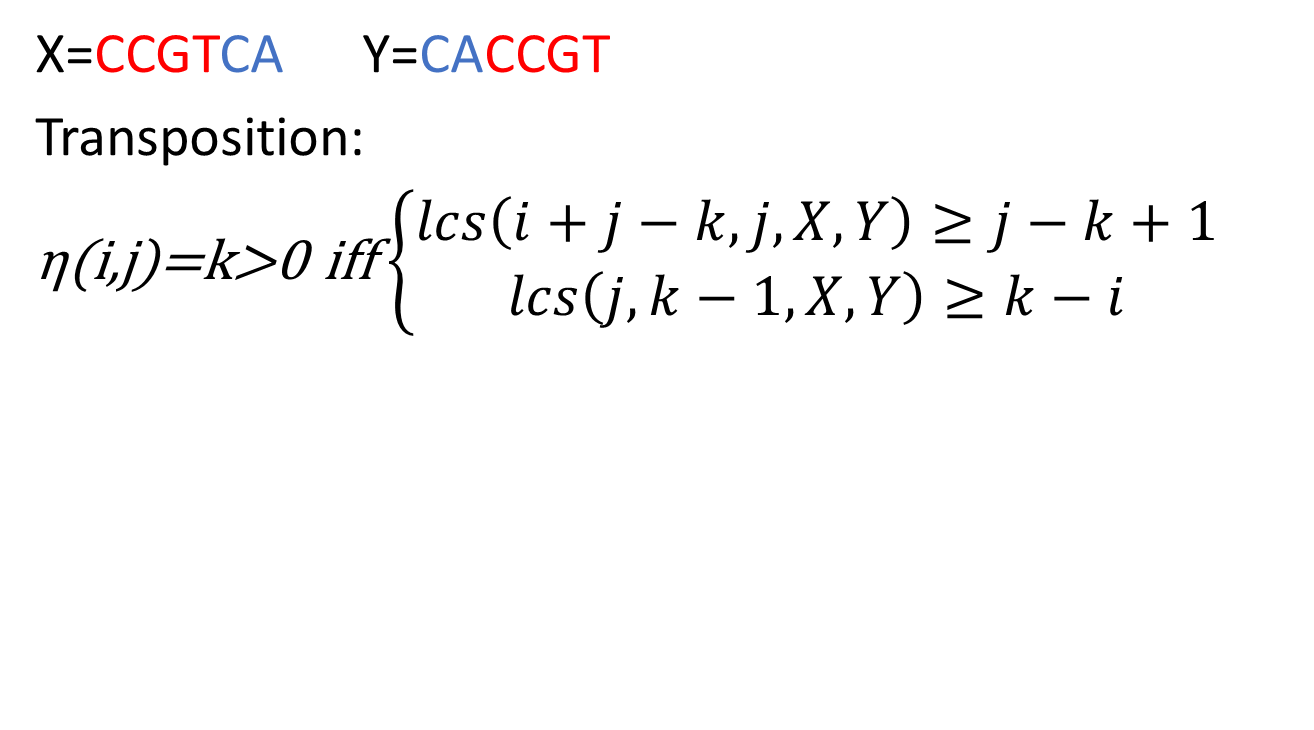 X=CCGTCA Y=CACCGT
Transposition:
η(i,j)=k>0 iff { lcs(i + j − k, j, X, Y) ≥ j − k + 1
lcs(j, k − 1, X, Y) ≥ k − i